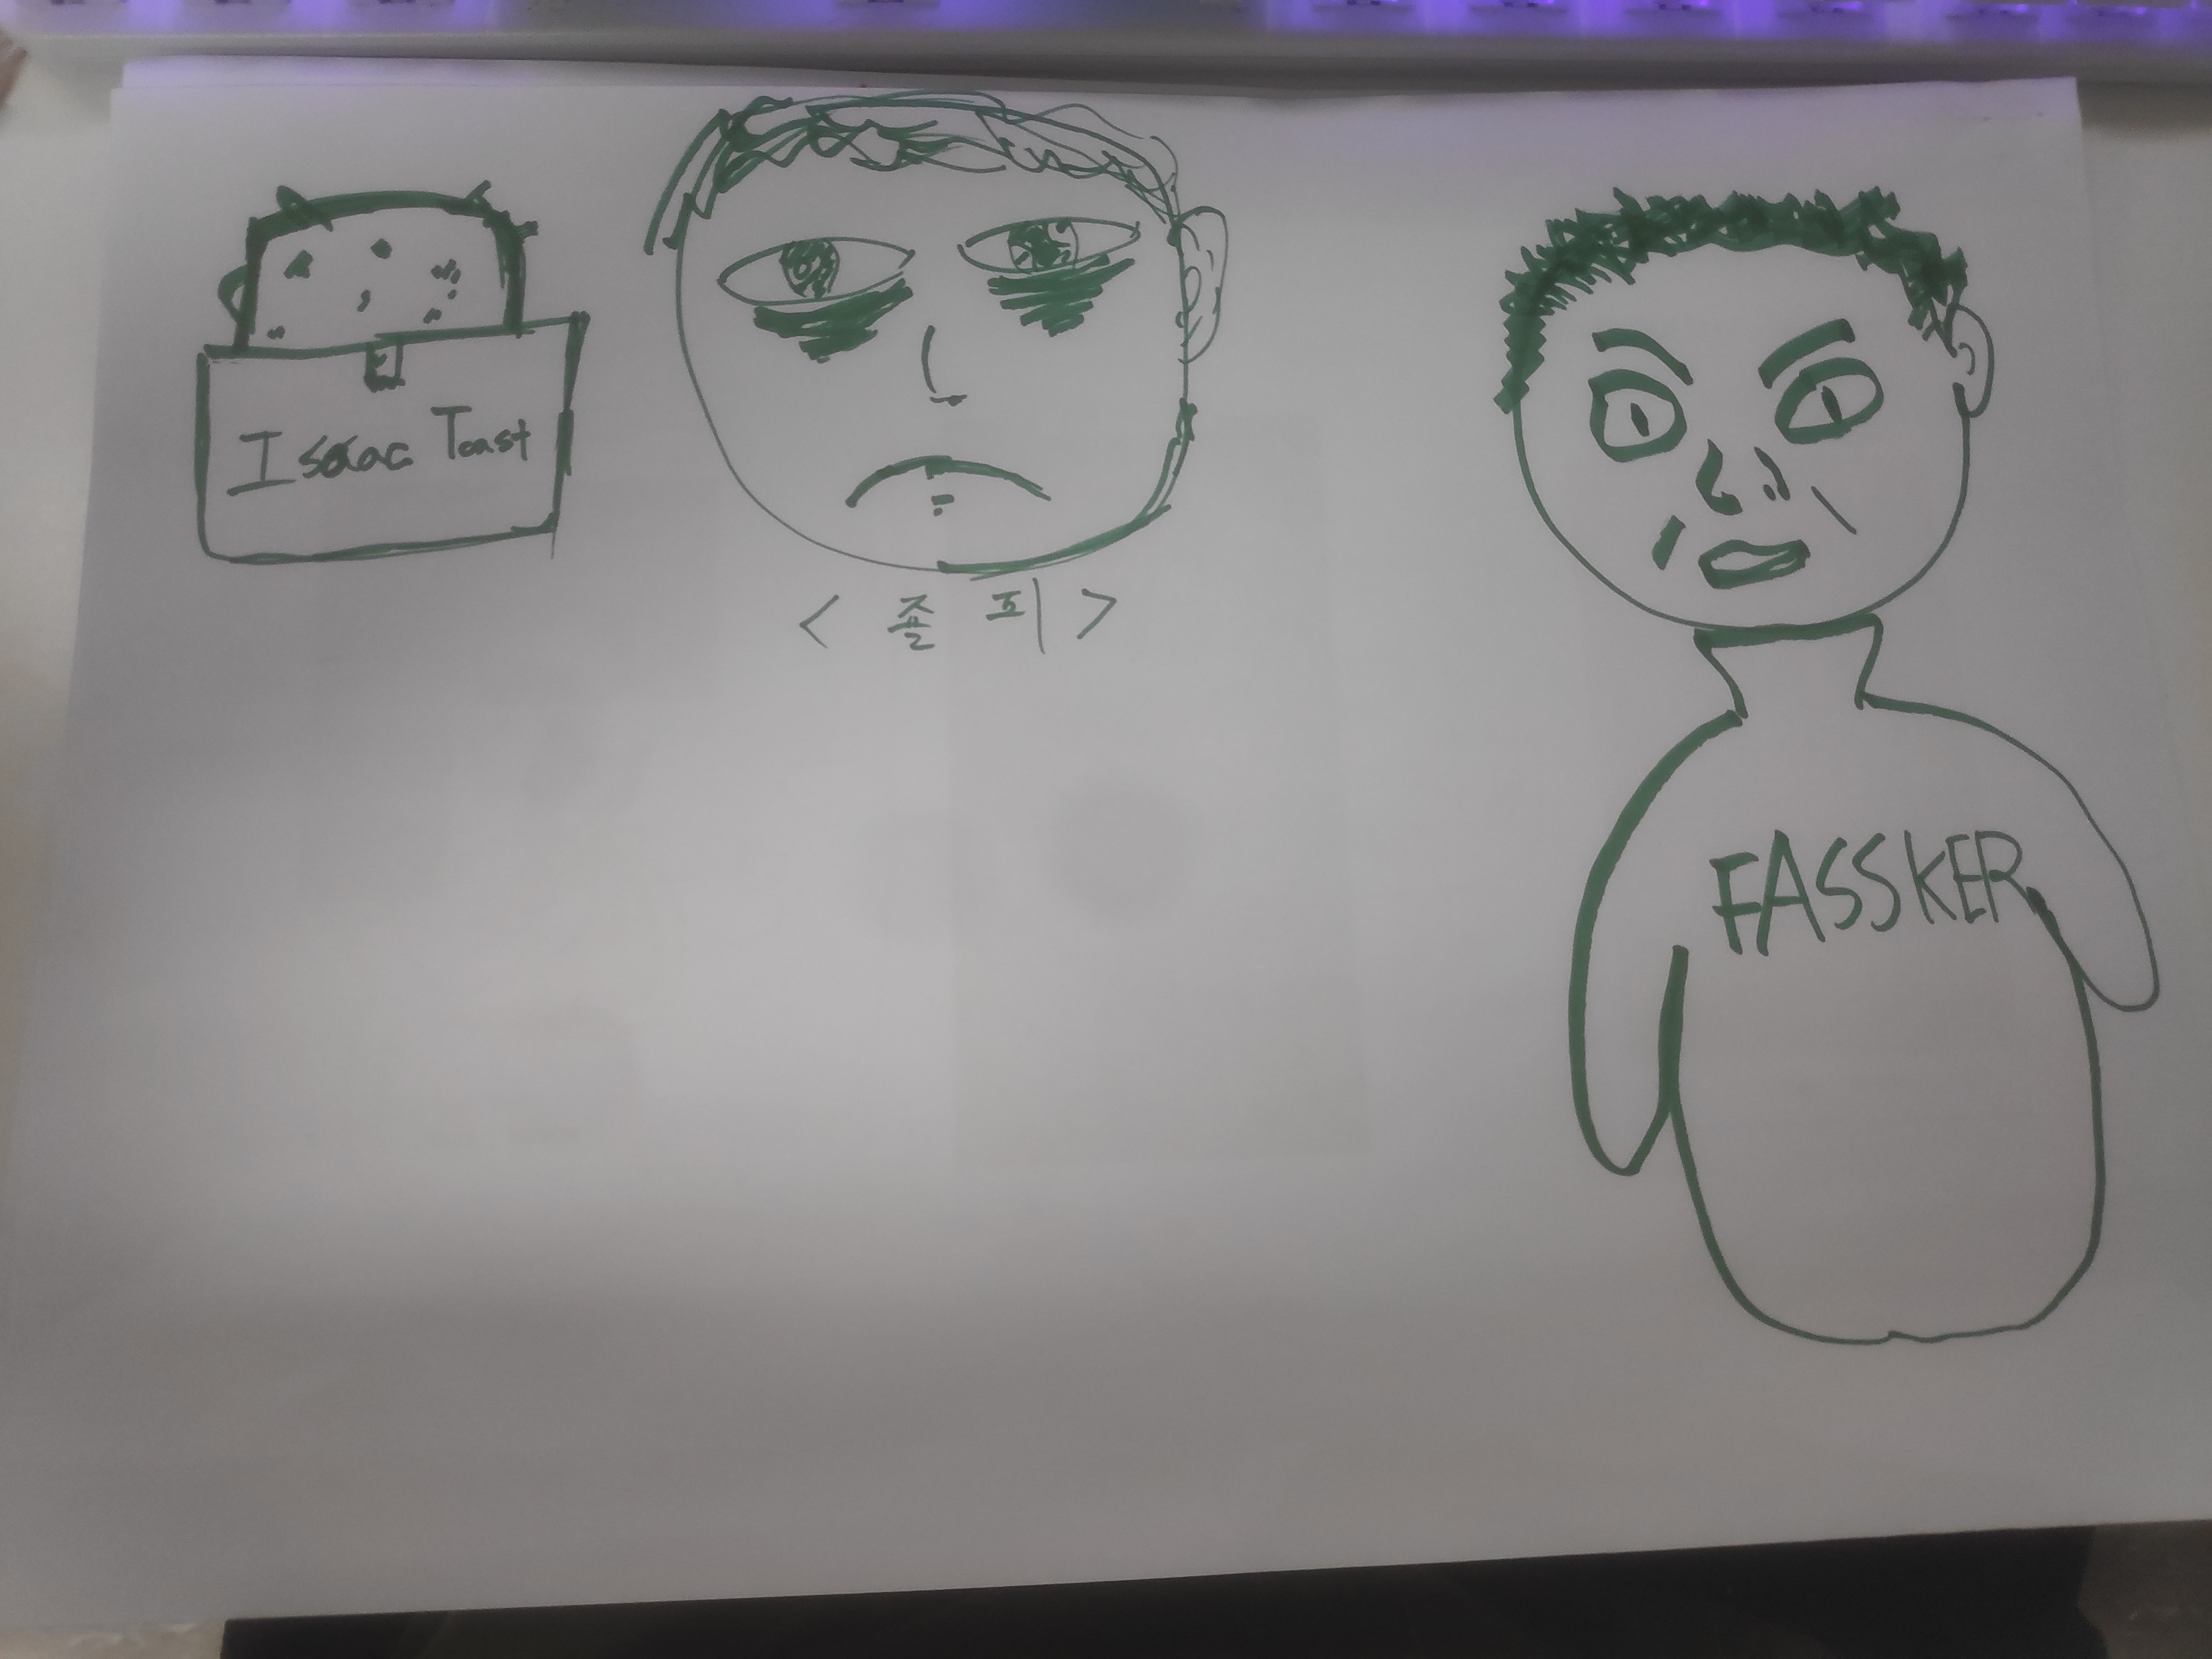 Isaac Toast
< 졸 피 >
FASSKER